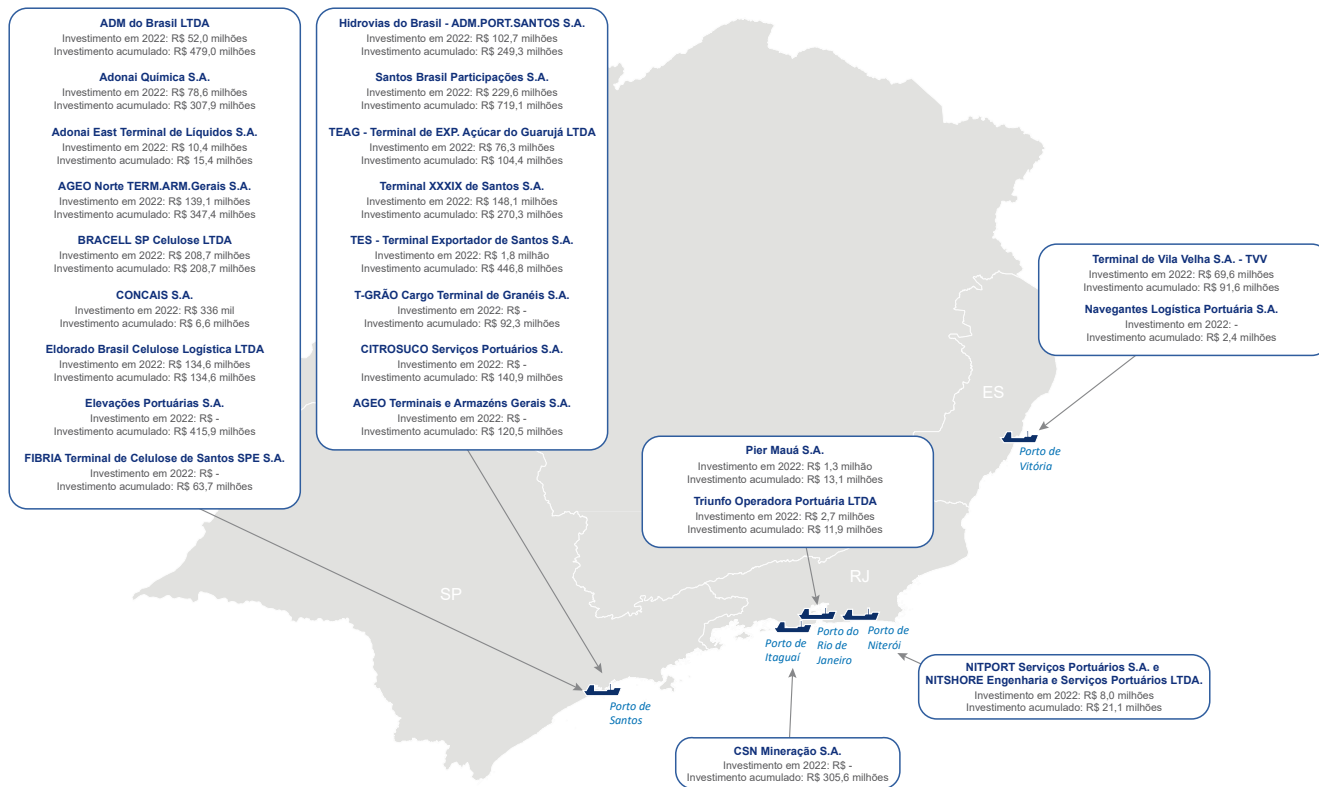 ADM do Brasil LTDA
Investimento em 2022: R$ 52,0 milhões
Investimento acumulado: R$ 479,0 milhões
Adonai Química S.A.
Investimento em 2022: R$ 78,6 milhões
Investimento acumulado: R$ 307,9 milhões
Adonai East Terminal de Líquidos S.A.
Investimento em 2022: R$ 10,4 milhões
Investimento acumulado: R$ 15,4 milhões
AGEO Norte TERM.ARM.Gerais S.A.
Investimento em 2022: R$ 139,1 milhões
Investimento acumulado: R$ 347,4 milhões
BRACELL SP Celulose LTDA
Investimento em 2022: R$ 208,7 milhões
Investimento acumulado: R$ 208,7 milhões
CONCAIS S.A.
Investimento em 2022: R$ 336 mil
Investimento acumulado: R$ 6,6 milhões
Eldorado Brasil Celulose Logística LTDA
Investimento em 2022: R$ 134,6 milhões
Investimento acumulado: R$ 134,6 milhões
Elevações Portuárias S.A.
Investimento em 2022: R$ -
Investimento acumulado: R$ 415,9 milhões
FIBRIA Terminal de Celulose de Santos SPE S.A.
Investimento em 2022: R$ -
Investimento acumulado: R$ 63,7 milhões
Hidrovias do Brasil - ADM.PORT.SANTOS S.A.
Investimento em 2022: R$ 102,7 milhões
Investimento acumulado: R$ 249,3 milhões
Santos Brasil Participações S.A.
Investimento em 2022: R$ 229,6 milhões
Investimento acumulado: R$ 719,1 milhões
TEAG - Terminal de EXP. Açúcar do Guarujá LTDA
Investimento em 2022: R$ 76,3 milhões
Investimento acumulado: R$ 104,4 milhões
Terminal XXXIX de Santos S.A.
Investimento em 2022: R$ 148,1 milhões
Investimento acumulado: R$ 270,3 milhões
TES - Terminal Exportador de Santos S.A.
Investimento em 2022: R$ 1,8 milhão
Investimento acumulado: R$ 446,8 milhões
T-GRÃO Cargo Terminal de Granéis S.A.
Investimento em 2022: R$ -
Investimento acumulado: R$ 92,3 milhões
CITROSUCO Serviços Portuários S.A.
Investimento em 2022: R$ -
Investimento acumulado: R$ 140,9 milhões
AGEO Terminais e Armazéns Gerais S.A.
Investimento em 2022: R$ -
Investimento acumulado: R$ 120,5 milhões
Terminal de Vila Velha S.A. - TVV
Investimento em 2022: R$ 69,6 milhões
Investimento acumulado: R$ 91,6 milhões
Navegantes Logística Portuária S.A.
Investimento em 2022: -
Investimento acumulado: R$ 2,4 milhões
ES
Porto de
Vitória
Pier Mauá S.A.
Investimento em 2022: R$ 1,3 milhão
Investimento acumulado: R$ 13,1 milhões
Triunfo Operadora Portuária LTDA
Investimento em 2022: R$ 2,7 milhões
Investimento acumulado: R$ 11,9 milhões
RJ
SP
Porto de
Itaguaí
Porto do
Rio de
Janeiro
Porto de
Niterói
Porto de
Santos
NITPORT Serviços Portuários S.A. e
NITSHORE Engenharia e Serviços Portuários LTDA.
Investimento em 2022: R$ 8,0 milhões
Investimento acumulado: R$ 21,1 milhões
CSN Mineração S.A.
Investimento em 2022: R$ -
Investimento acumulado: R$ 305,6 milhões